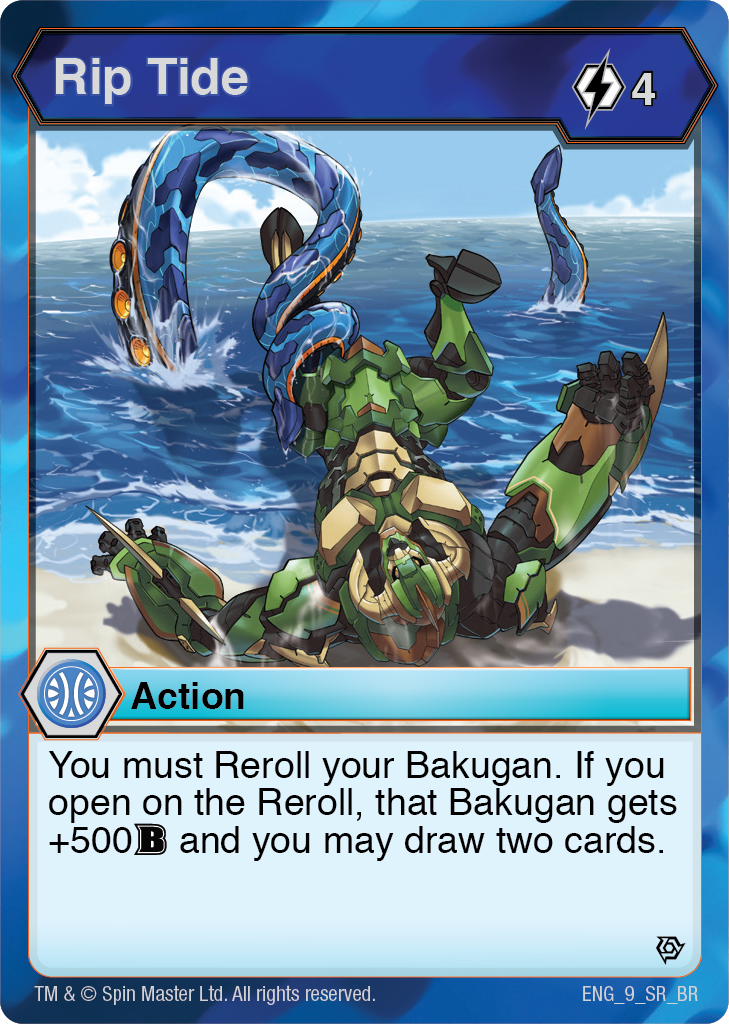 Rip Tide
4
Action
You must Reroll your Bakugan. If you
open on the Reroll, that Bakugan gets
+500B and you may draw two cards.
TM & © Spin Master Ltd. All rights reserved.
ENG_9_SR_BR